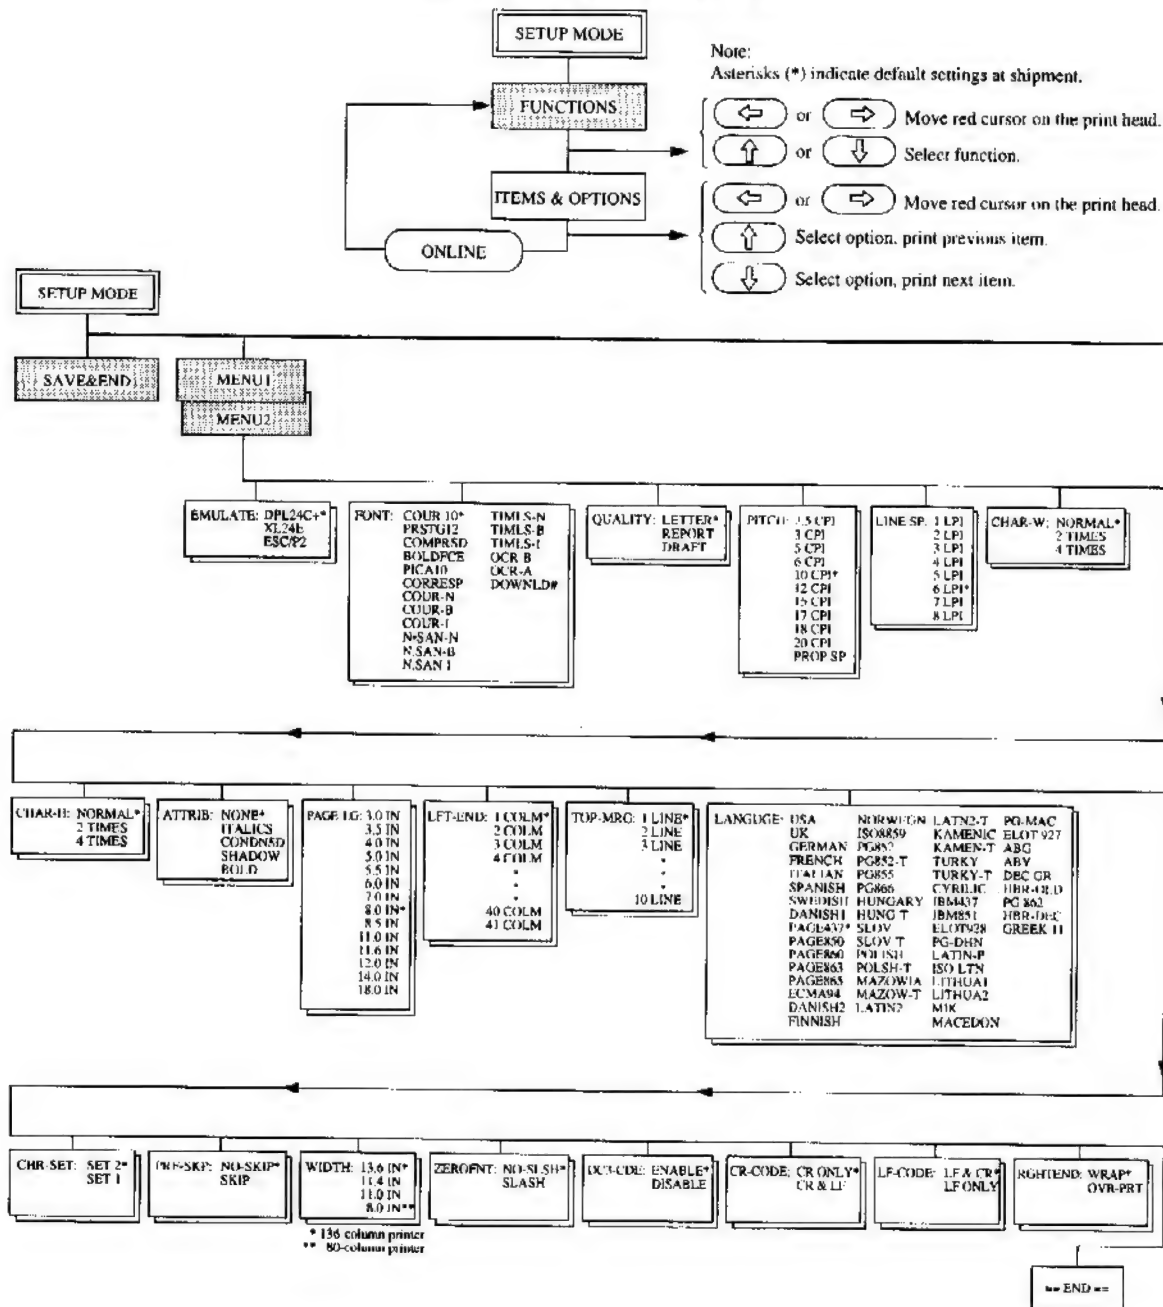 SETUP MODE
FUNCTIONS
ITEMS & OPTIONS
ONLINE
Note:
Asterisks (*) indicate default settings at shipment.
or Move red cursor on the print head.
or Select function.
or Move red cursor on the print head.
Select option, print previous item.
Select option, print next item.
SETUP MODE
SAVE&END
MENU1
MENU2
EMULATE: DPL24C+*
XL24E
ESC/P2
FONT: COUR 10*
PRSTG12
COMPRSD
BOLDFCE
PICA10
CORRESP
COUR-N
COUR-B
COUR-I
N•SAN-N
N.SAN-B
N.SAN I
TIMLS-N
TIMLS-B
TIMLS-I
OCR B
OCR-A
DOWNLD#
QUALITY: LETTER*
REPORT
DRAFT
PITCH: 2.5 CPI
3 CPI
5 CPI
6 CPI
10 CPI*
12 CPI
15 CPI
17 CPI
18 CPI
20 CPI
PROP SP
LINE SP. 1 LPI
2 LPI
3 LPI
4 LPI
5 LPI
6 LPI*
7 LPI
8 LPI
CHAR-W: NORMAL*
2 TIMES
4 TIMES
CHAR-H: NORMAL*
2 TIMES
4 TIMES
ATTRIB: NONE*
ITALICS
CONDNSD
SHADOW
BOLD
PAGE LG: 3.0 IN
3.5 IN
4.0 IN
5.0 IN
5.5 IN
6.0 IN
7.0 IN
8.0 IN*
8.5 IN
11.0 IN
11.6 IN
12.0 IN
14.0 IN
18.0 IN
LFT-END: 1 COLM*
2 COLM
3 COLM
4 COLM
•
•
•
40 COLM
41 COLM
TOP-MRG: 1 LINE*
2 LINE
3 LINE
•
•
•
10 LINE
LANGUGE: USA
UK
GERMAN
FRENCH
ITALIAN
SPANISH
SWEDISH
DANISH1
PAGE437*
PAGE850
PAGE860
PAGE863
PAGE865
ECMA94
DANISH2
FINNISH
NORWEGN
ISO8859
PG852
PG852-T
PG855
PG866
HUNGARY
HUNG T
SLOV
SLOV T
POLISH
POLSH-T
MAZOWIA
MAZOW-T
LATIN2
LATN2-T
KAMENIC
KAMEN-T
TURKY
TURKY-T
CYRILIC
IBM437
IBM851
ELOT928
PG-DHN
LATIN-P
ISO LTN
LITHUA1
LITHUA2
MIK
MACEDON
PG-MAC
ELOT 927
ABG
ABY
DEC GR
HBR-OLD
PG 862
HBR-DEC
GREEK 11
CHR-SET: SET 2*
SET 1
PRF-SKP: NO-SKIP*
SKIP
WIDTH: 13.6 IN*
11.4 IN
11.0 IN
8.0 IN**
* 136 column printer
** 80-column printer
ZEROFNT: NO-SLSH*
SLASH
DC3-CDE: ENABLE*
DISABLE
CR-CODE: CR ONLY*
CR & LF
LF-CODE: LF & CR*
LF ONLY
RGHTEND: WRAP*
OVR-PRT
== END ==